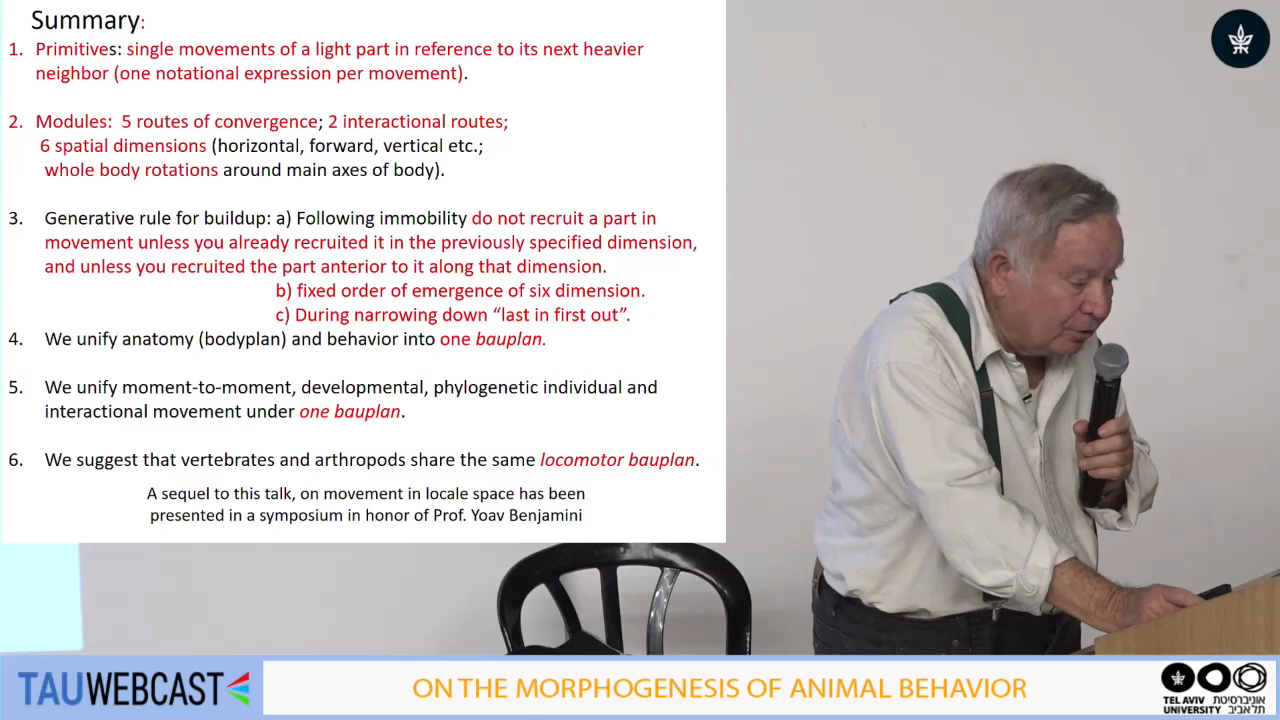 Summary:
1. Primitives: single movements of a light part in reference to its next heavier
neighbor (one notational expression per movement).
2. Modules: 5 routes of convergence; 2 interactional routes;
6 spatial dimensions (horizontal, forward, vertical etc.;
whole body rotations around main axes of body).
3. Generative rule for buildup: a) Following immobility do not recruit a part in
movement unless you already recruited it in the previously specified dimension,
and unless you recruited the part anterior to it along that dimension.
b) fixed order of emergence of six dimension.
c) During narrowing down “last in first out”.
4. We unify anatomy (bodyplan) and behavior into one bauplan.
5. We unify moment-to-moment, developmental, phylogenetic individual and
interactional movement under one bauplan.
6. We suggest that vertebrates and arthropods share the same locomotor bauplan.
A sequel to this talk, on movement in locale space has been
presented in a symposium in honor of Prof. Yoav Benjamini
TAUWEBCAST
ON THE MORPHOGENESIS OF ANIMAL BEHAVIOR
TEL AVIV אוניברסיטת
UNIVERSITY תל אביב